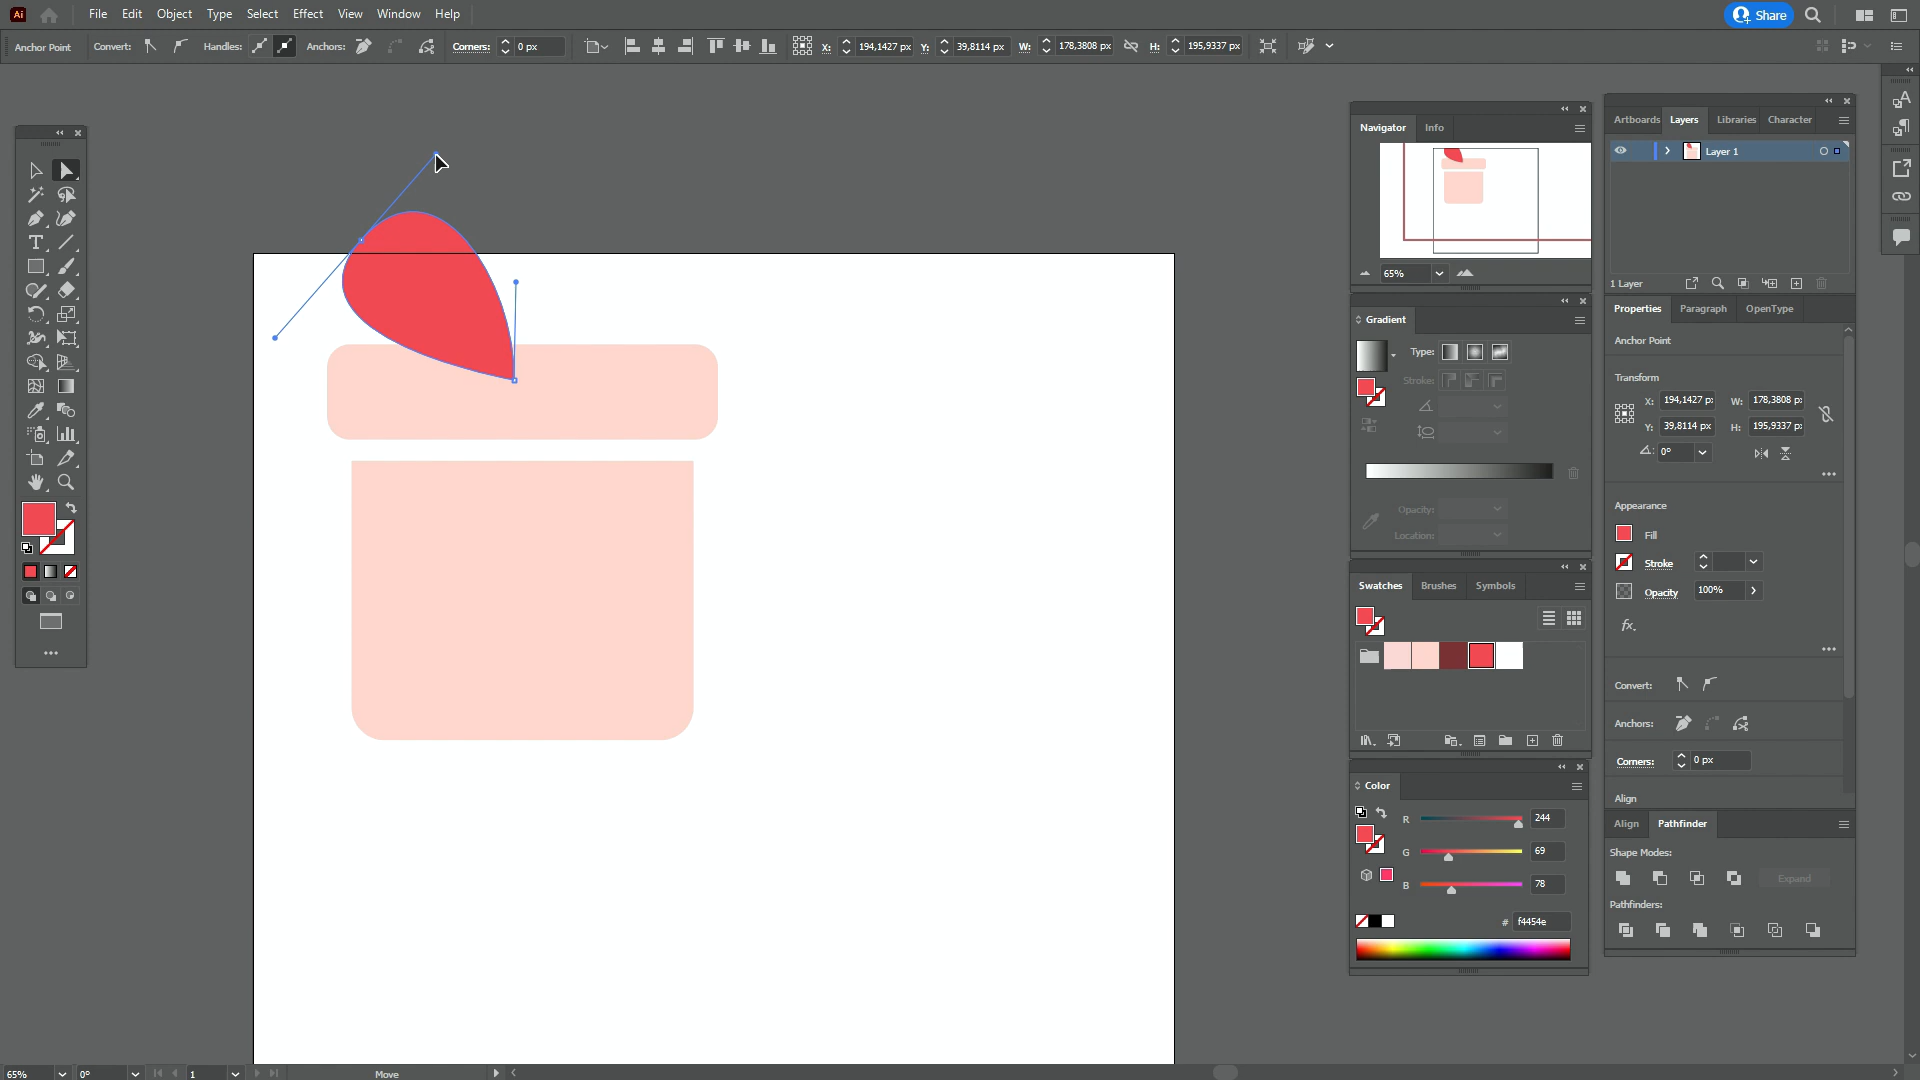 Ai File Edit Object Type Select Effect View Window Help Share
Anchor Point Convert: Handles: Anchors: Corners: 0 px X: 194,1427 px Y: 39,8114 px W: 178,3808 px H: 195,9337 px
Navigator Info
65%
Gradient
Type:
Stroke:
Opacity:
Location:
Swatches Brushes Symbols
Color
R 244
G 69
B 78
# f4454e
Artboards Layers Libraries Character
Layer 1
1 Layer
Properties Paragraph OpenType
Anchor Point
Transform
X: 194,1427 p W: 178,3808 p
Y: 39,8114 px H: 195,9337 p
0°
Appearance
Fill
Stroke
Opacity 100%
fx.
Convert:
Anchors:
Corners: 0 px
Align
Align Pathfinder
Shape Modes:
Expand
Pathfinders:
65% 0° 1 Move